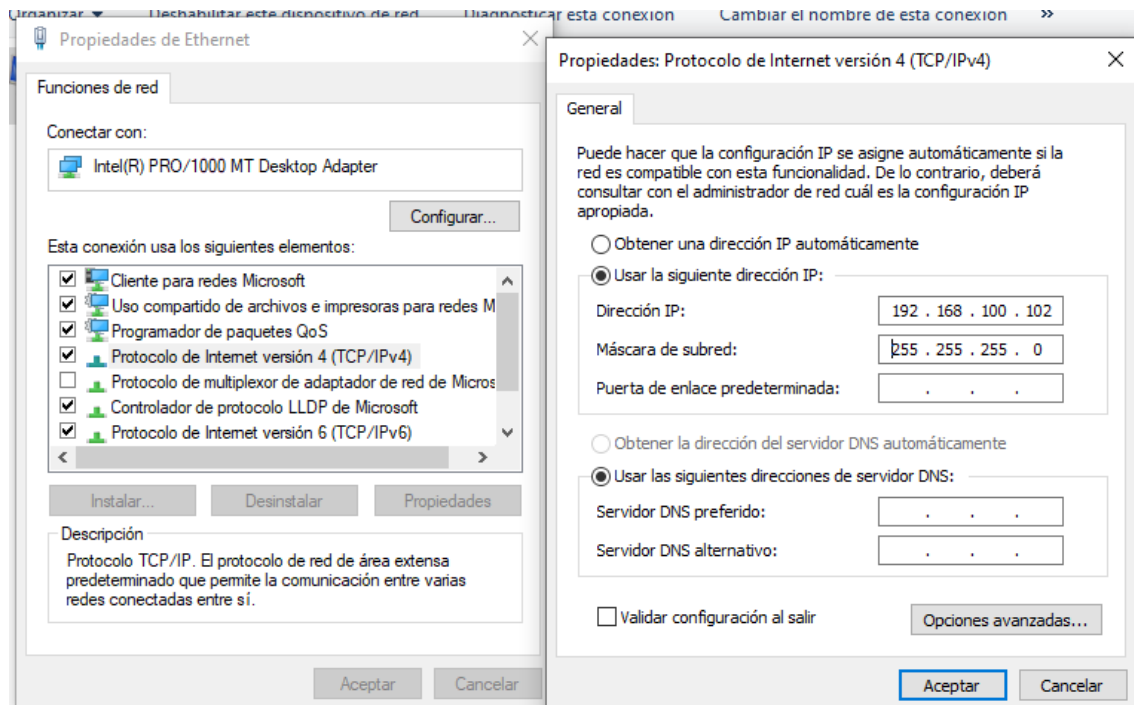 Organizar Deshabilitar este dispositivo de red Diagnosticar esta conexión Cambiar el nombre de esta conexión »
Propiedades de Ethernet
Funciones de red
Conectar con:
Intel(R) PRO/1000 MT Desktop Adapter
Configurar...
Esta conexión usa los siguientes elementos:
Cliente para redes Microsoft
Uso compartido de archivos e impresoras para redes M
Programador de paquetes QoS
Protocolo de Internet versión 4 (TCP/IPv4)
Protocolo de multiplexor de adaptador de red de Micros
Controlador de protocolo LLDP de Microsoft
Protocolo de Internet versión 6 (TCP/IPv6)
Instalar... Desinstalar Propiedades
Descripción
Protocolo TCP/IP. El protocolo de red de área extensa
predeterminado que permite la comunicación entre varias
redes conectadas entre sí.
Aceptar Cancelar
Propiedades: Protocolo de Internet versión 4 (TCP/IPv4)
General
Puede hacer que la configuración IP se asigne automáticamente si la
red es compatible con esta funcionalidad. De lo contrario, deberá
consultar con el administrador de red cuál es la configuración IP
apropiada.
Obtener una dirección IP automáticamente
Usar la siguiente dirección IP:
Dirección IP: 192 . 168 . 100 . 102
Máscara de subred: 255 . 255 . 255 . 0
Puerta de enlace predeterminada: . . .
Obtener la dirección del servidor DNS automáticamente
Usar las siguientes direcciones de servidor DNS:
Servidor DNS preferido: . . .
Servidor DNS alternativo: . . .
Validar configuración al salir
Opciones avanzadas...
Aceptar Cancelar